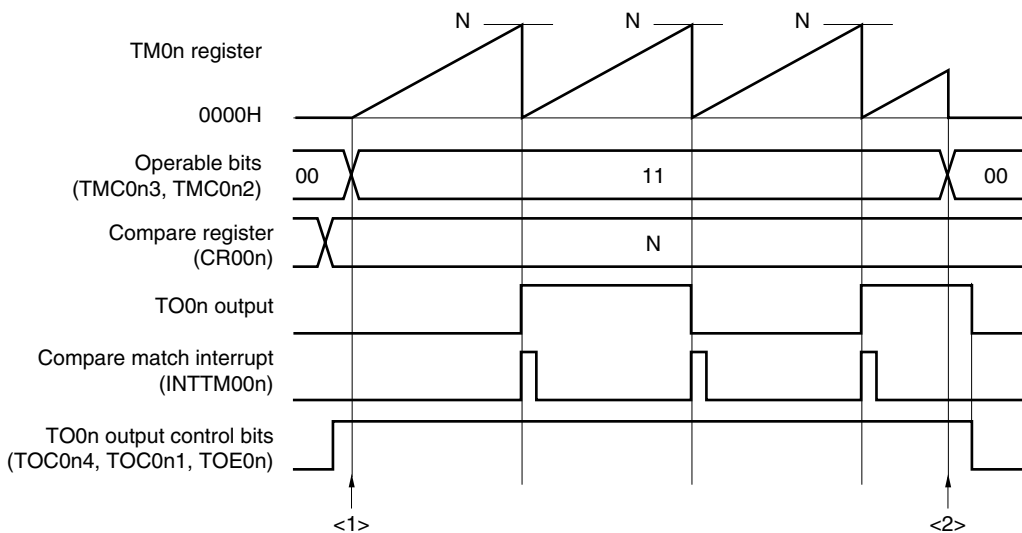 N N N
TM0n register
0000H
Operable bits
(TMC0n3, TMC0n2)
00 11 00
Compare register
(CR00n)
N
TO0n output
Compare match interrupt
(INTTM00n)
TO0n output control bits
(TOC0n4, TOC0n1, TOE0n)
<1> <2>